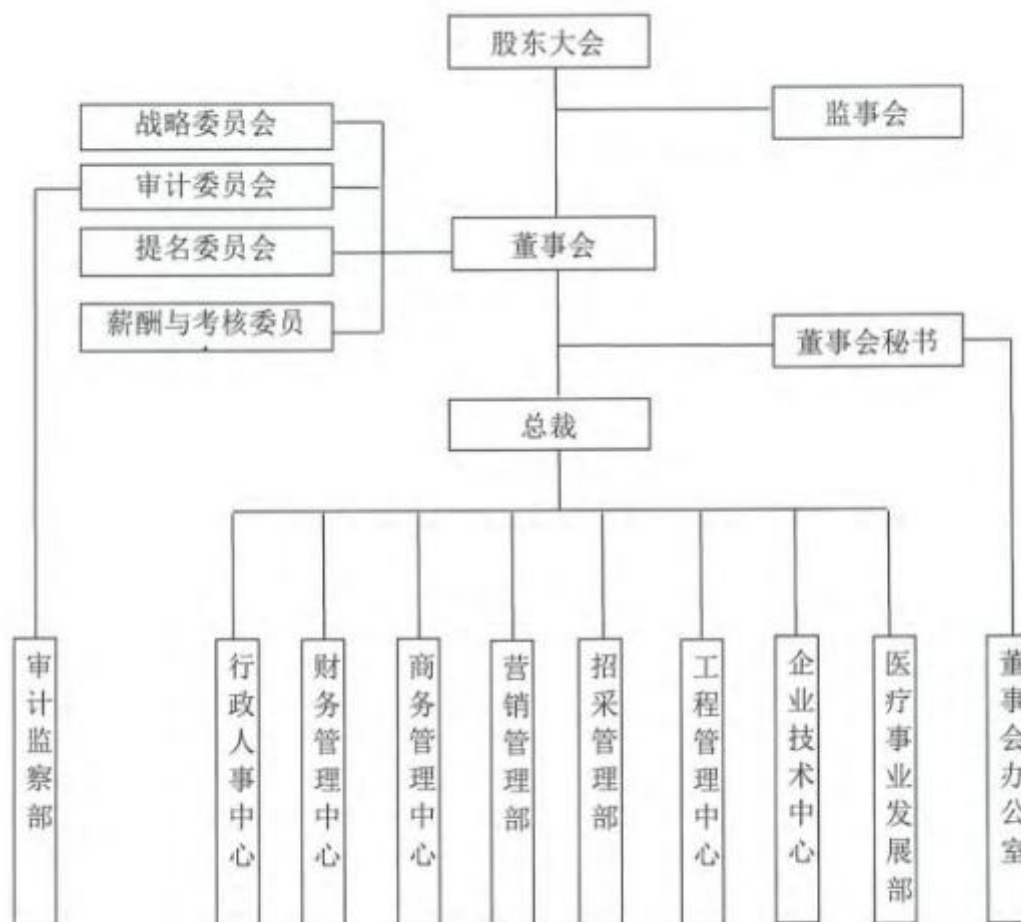 股东大会
监事会
战略委员会
审计委员会
提名委员会
董事会
薪酬与考核委员
董事会秘书
总裁
审计监察部
行政人事中心
财务管理中心
商务管理中心
营销管理部
招采管理部
工程管理中心
企业技术中心
医疗事业发展部
董事会办公室